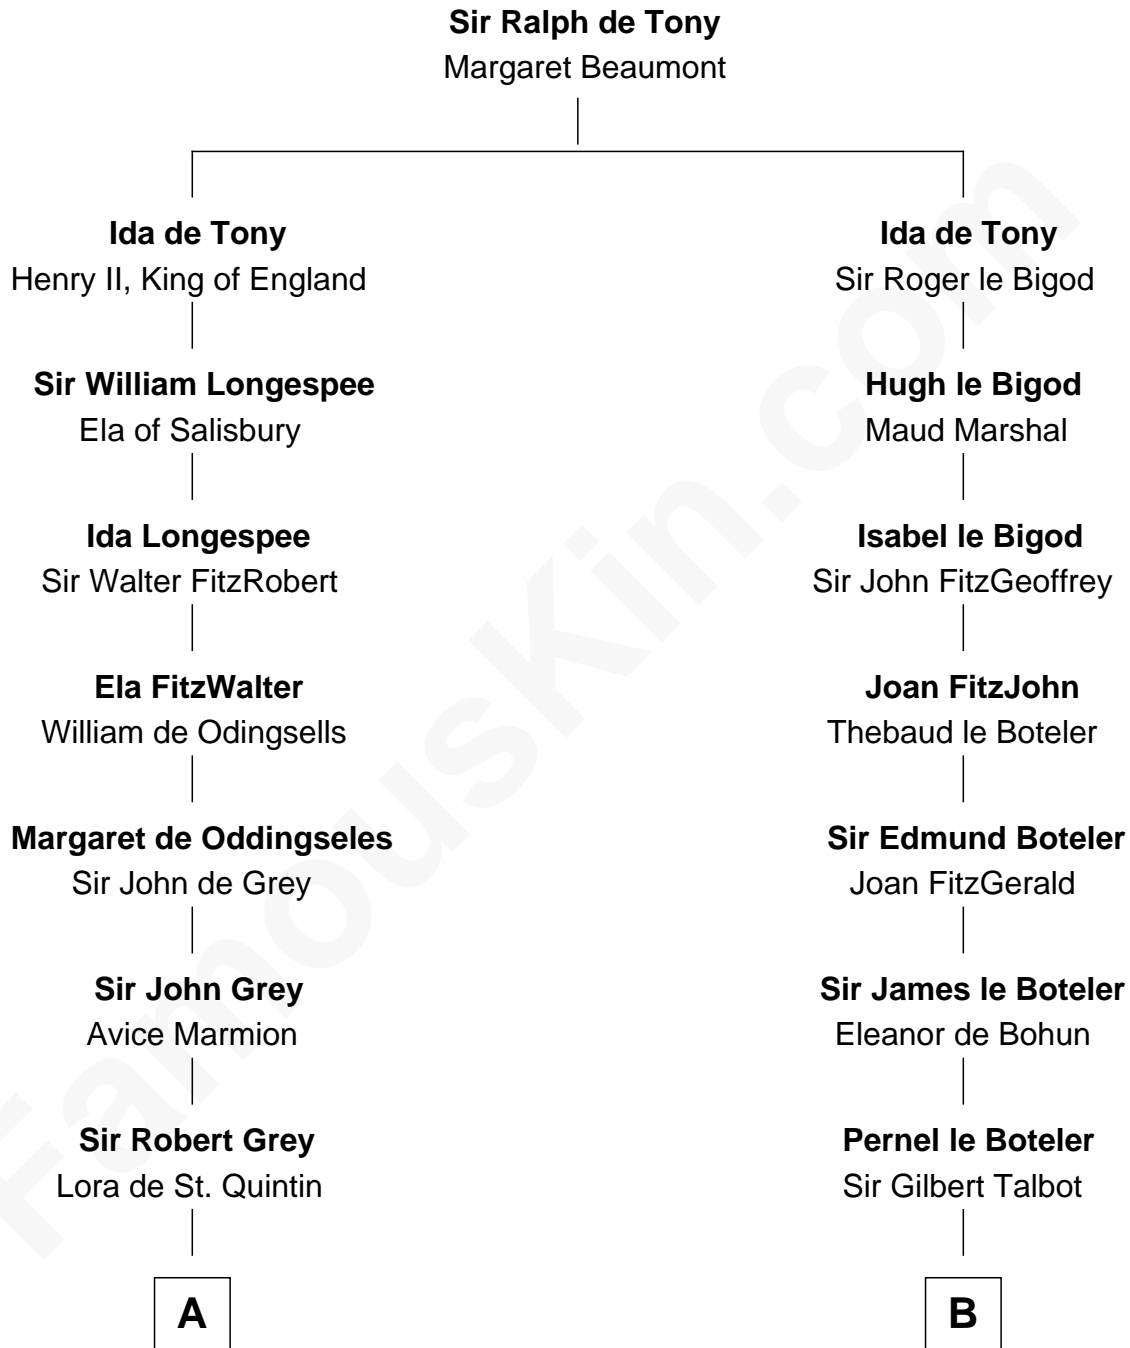 Sir Ralph de Tony
Margaret Beaumont
Ida de Tony
Henry II, King of England
Sir William Longespee
Ela of Salisbury
Ida Longespee
Sir Walter FitzRobert
Ela FitzWalter
William de Odingsells
Margaret de Oddingseles
Sir John de Grey
Sir John Grey
Avice Marmion
Sir Robert Grey
Lora de St. Quintin
A
Ida de Tony
Sir Roger le Bigod
Hugh le Bigod
Maud Marshal
Isabel le Bigod
Sir John FitzGeoffrey
Joan FitzJohn
Thebaud le Boteler
Sir Edmund Boteler
Joan FitzGerald
Sir James le Boteler
Eleanor de Bohun
Pernel le Boteler
Sir Gilbert Talbot
B
FamousKin.com